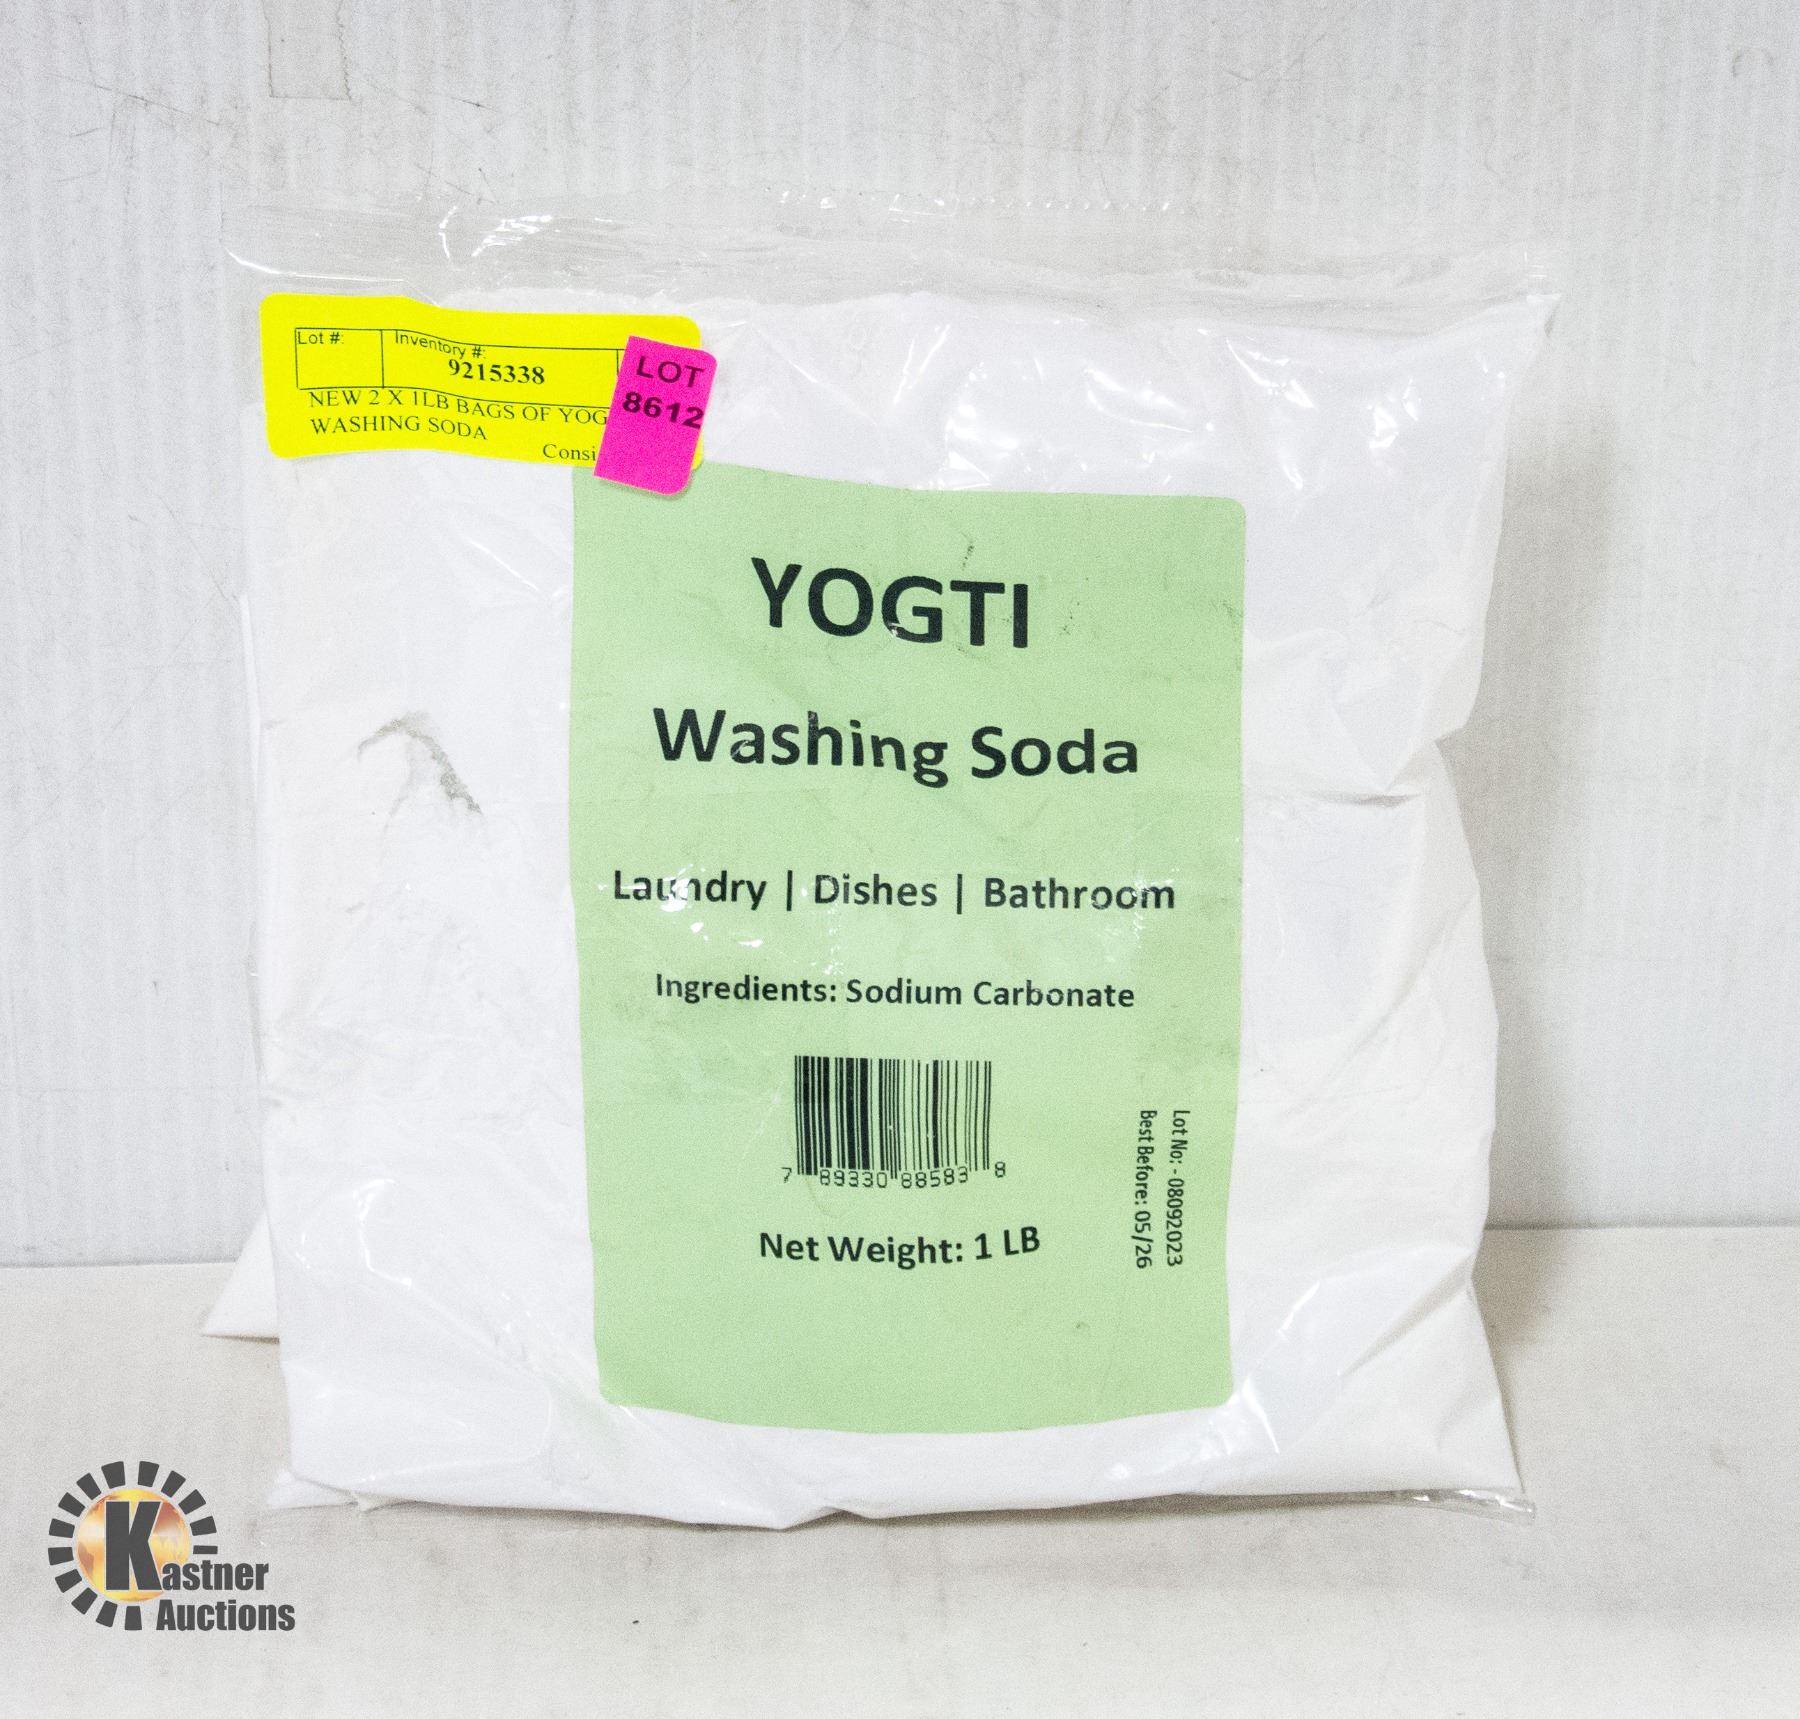 Lot #:
Inventory #:
9215338
NEW 2 X 1LB BAGS OF YOG
WASHING SODA
Consi
LOT
8612
YOGTI
Washing Soda
Laundry | Dishes | Bathroom
Ingredients: Sodium Carbonate
7 89330 88583 8
Lot No: - 08092023
Best Before: 05/26
Net Weight: 1 LB
Kastner
Auctions